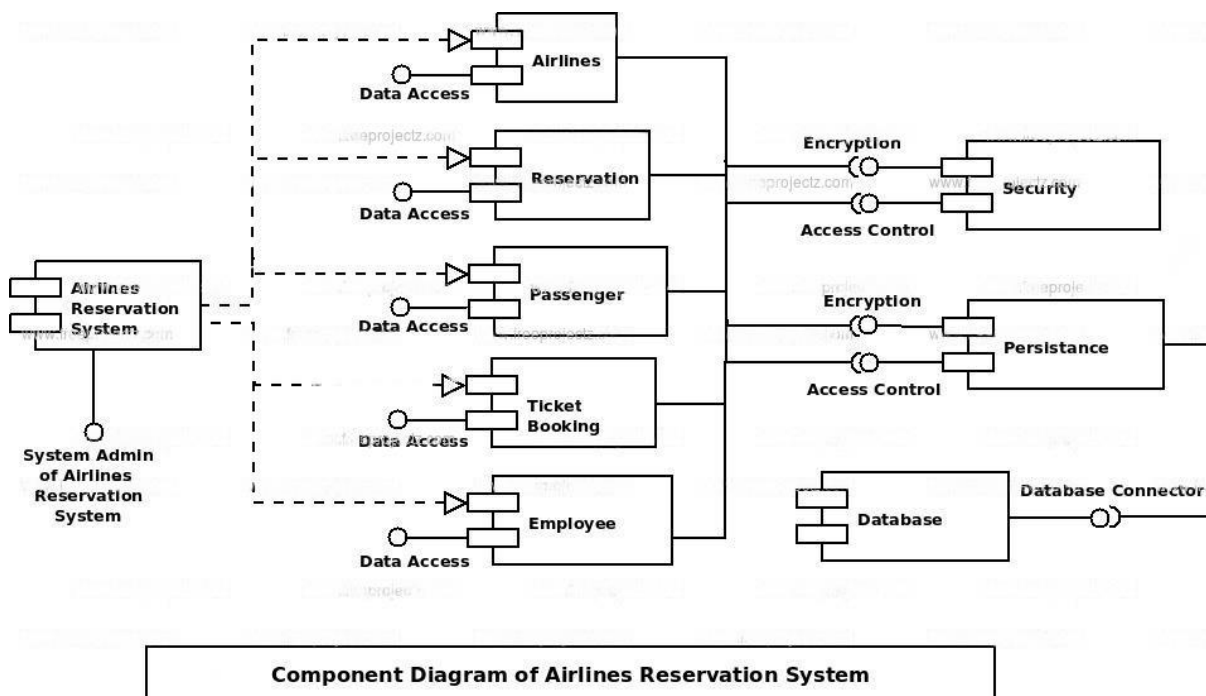 Airlines
Data Access
Reservation
Data Access
Passenger
Data Access
Ticket
Booking
Data Access
Employee
Data Access
Airlines
Reservation
System
System Admin
of Airlines
Reservation
System
Encryption
Security
Access Control
Encryption
Persistance
Access Control
Database
Database Connector
Component Diagram of Airlines Reservation System